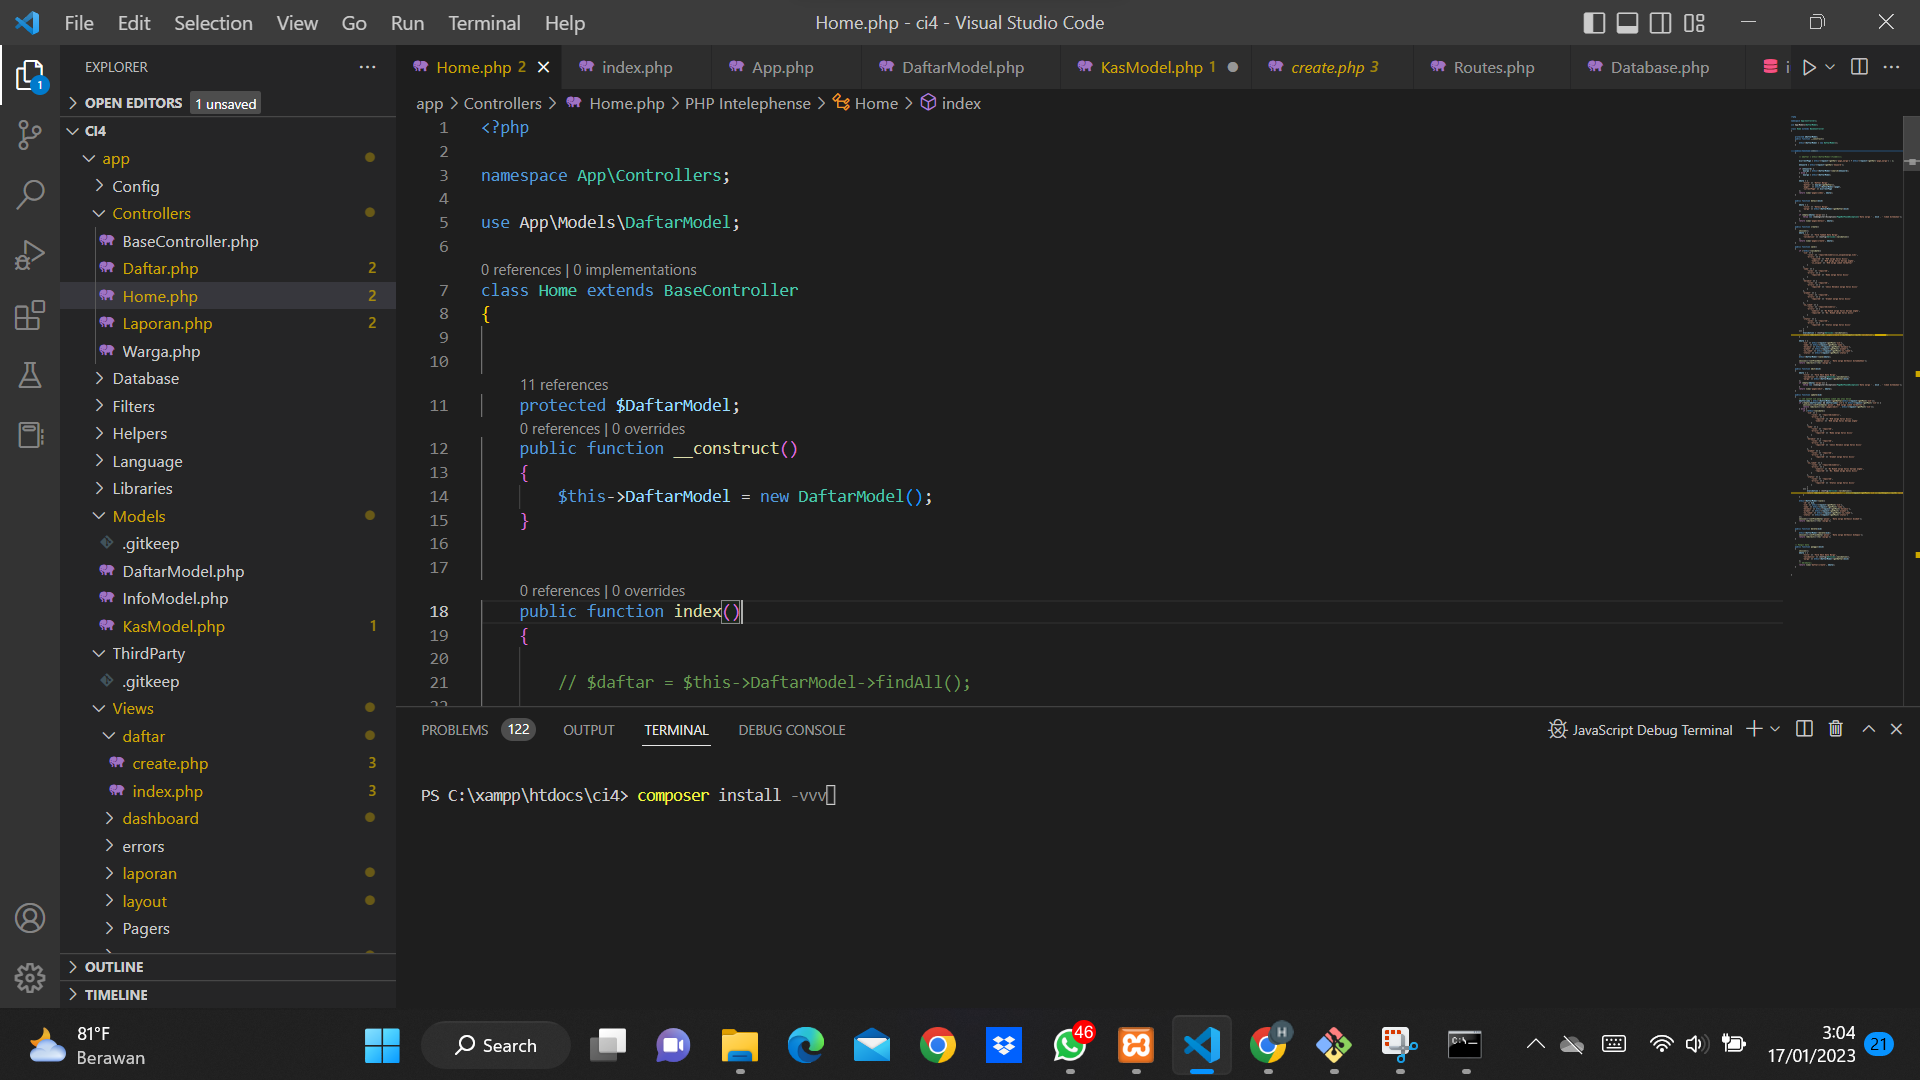 File Edit Selection View Go Run Terminal Help
Home.php - ci4 - Visual Studio Code
EXPLORER
OPEN EDITORS 1 unsaved
CI4
app
Config
Controllers
BaseController.php
Daftar.php 2
Home.php 2
Laporan.php 2
Warga.php
Database
Filters
Helpers
Language
Libraries
Models
.gitkeep
DaftarModel.php
InfoModel.php
KasModel.php 1
ThirdParty
.gitkeep
Views
daftar
create.php 3
index.php 3
dashboard
errors
laporan
layout
Pagers
OUTLINE
TIMELINE
1
Home.php 2 index.php App.php DaftarModel.php KasModel.php 1 create.php 3 Routes.php Database.php i
app > Controllers > Home.php > PHP Intelephense > Home > index
1 <?php
2
3 namespace App\Controllers;
4
5 use App\Models\DaftarModel;
6
0 references | 0 implementations
7 class Home extends BaseController
8 {
9
10
11 references
11 protected $DaftarModel;
0 references | 0 overrides
12 public function __construct()
13 {
14 $this->DaftarModel = new DaftarModel();
15 }
16
17
0 references | 0 overrides
18 public function index()
19 {
20
21 // $daftar = $this->DaftarModel->findAll();
22
PROBLEMS 122 OUTPUT TERMINAL DEBUG CONSOLE
JavaScript Debug Terminal
PS C:\xampp\htdocs\ci4> composer install -vvv
81°F
Berawan
Search
46
H
C:\
3:04
17/01/2023
21